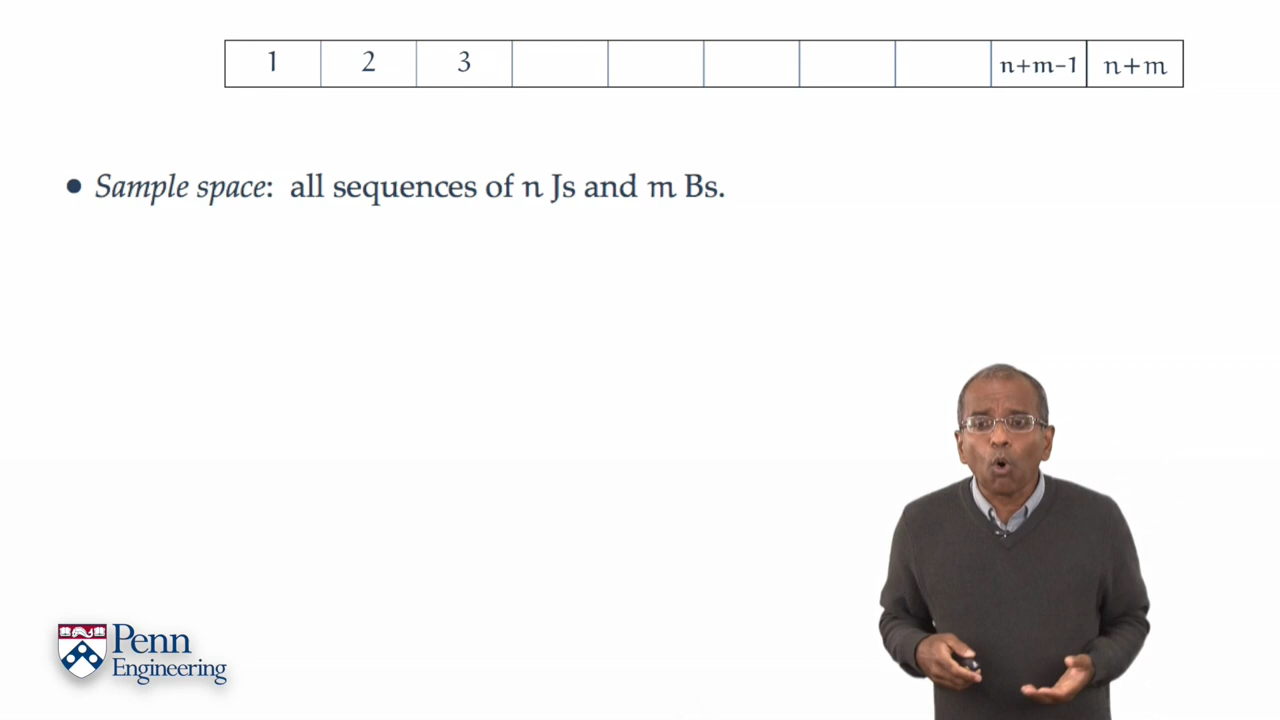 1 2 3 n+m−1 n+m
• Sample space: all sequences of n Js and m Bs.
Penn
Engineering